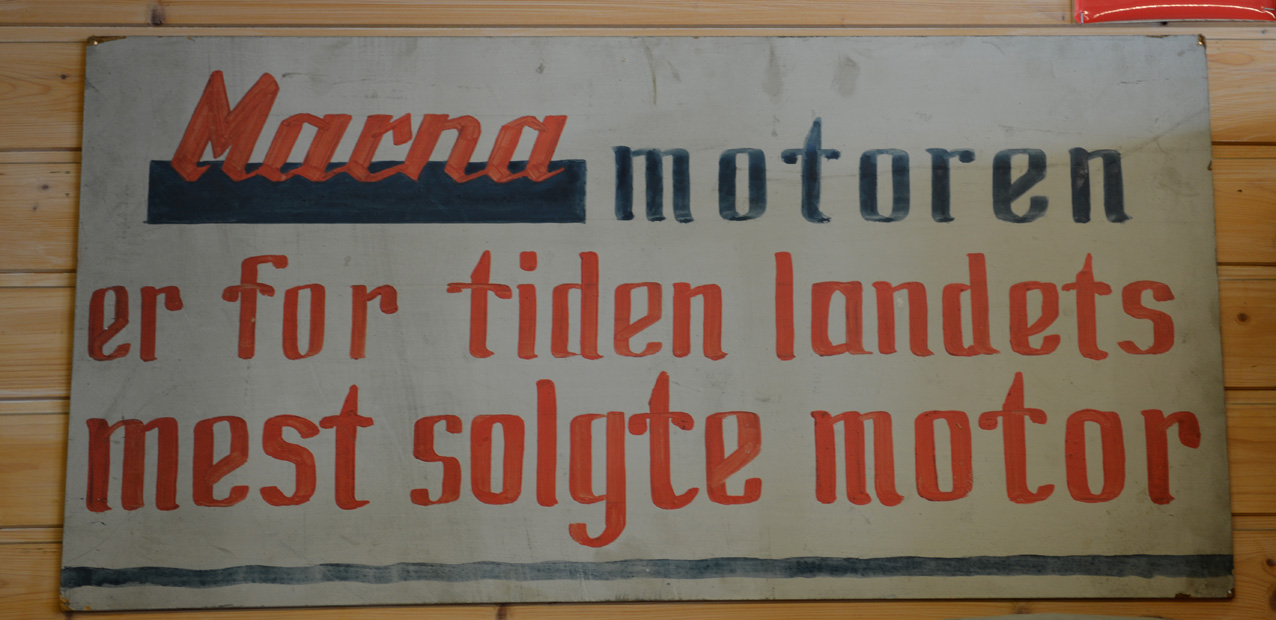 Marna motoren
er for tiden landets
mest solgte motor